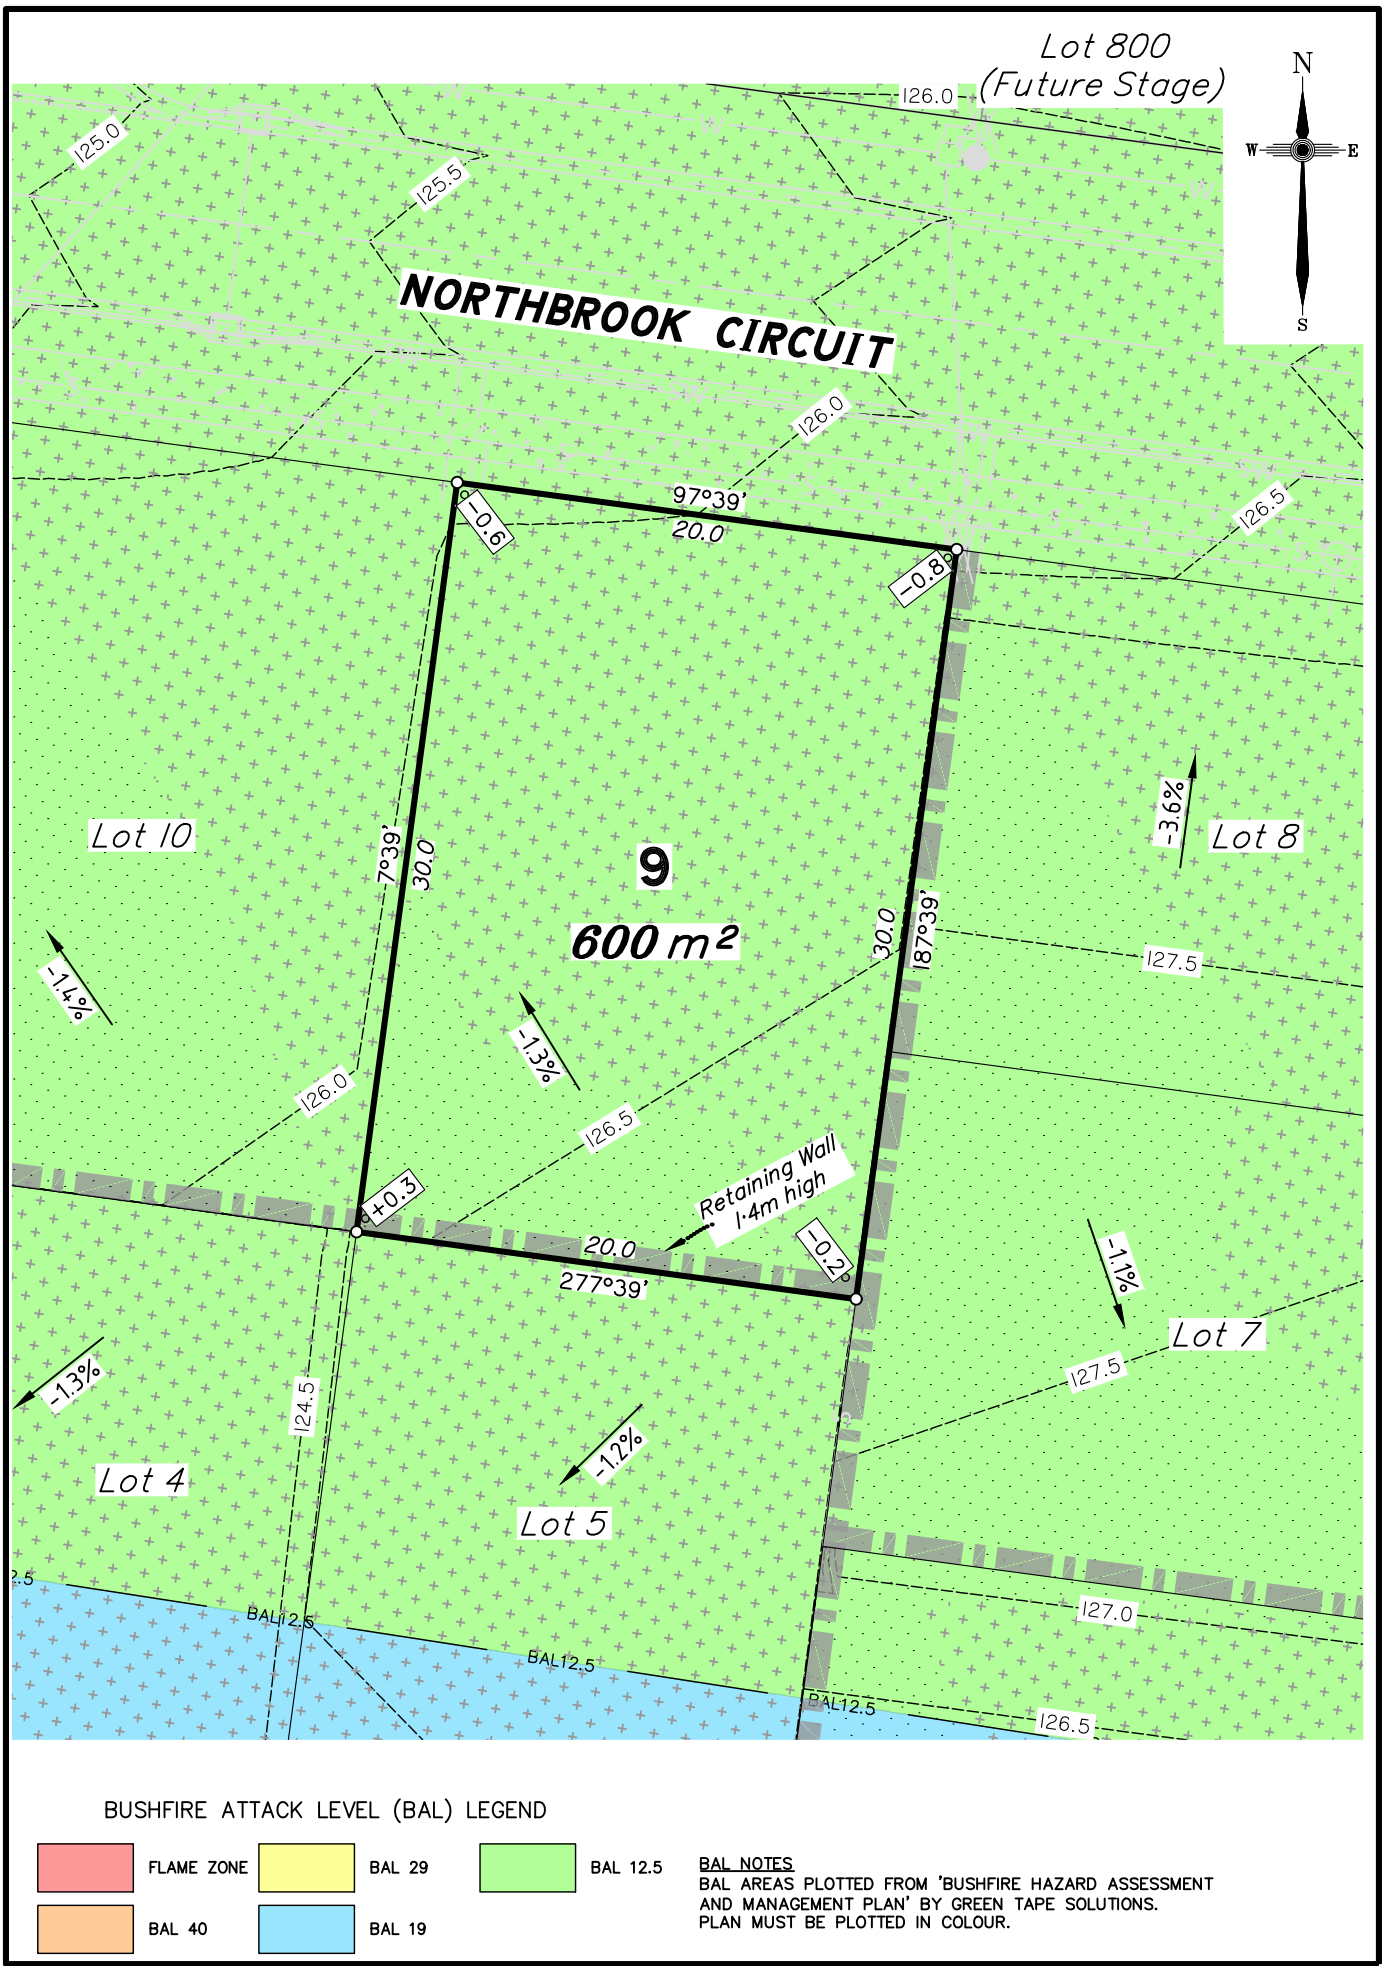 Lot 800
(Future Stage)
N
W
E
S
126.0
125.0
125.5
NORTHBROOK CIRCUIT
126.0
126.5
97°39'
20.0
-0.6
-0.8
Lot 10
7°39'
30.0
9
600 m²
30.0
187°39'
-3.6%
Lot 8
127.5
-1.4%
-1.3%
126.0
126.5
Retaining Wall
1.4m high
+0.3
-0.2
20.0
277°39'
-1.1%
Lot 7
127.5
-1.3%
124.5
-1.2%
Lot 4
Lot 5
2.5
BAL12.5
BAL12.5
BAL12.5
127.0
126.5
BUSHFIRE ATTACK LEVEL (BAL) LEGEND
FLAME ZONE
BAL 29
BAL 12.5
BAL 40
BAL 19
BAL NOTES
BAL AREAS PLOTTED FROM 'BUSHFIRE HAZARD ASSESSMENT
AND MANAGEMENT PLAN' BY GREEN TAPE SOLUTIONS.
PLAN MUST BE PLOTTED IN COLOUR.